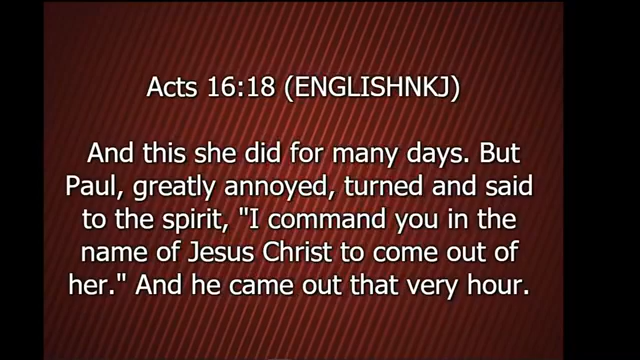 Acts 16:18 (ENGLISHNKJ)
And this she did for many days. But
Paul, greatly annoyed, turned and said
to the spirit, "I command you in the
name of Jesus Christ to come out of
her." And he came out that very hour.